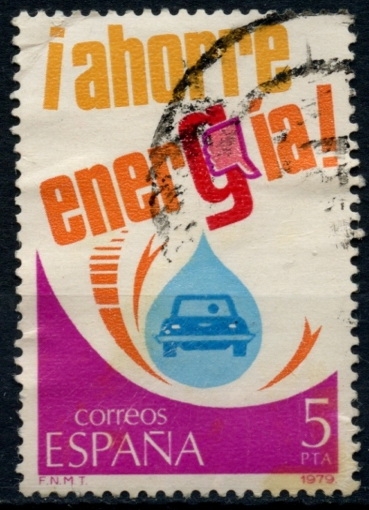 ¡ahorre
energía!
correos
ESPAÑA
5
PTA
F.N.M.T.
1979